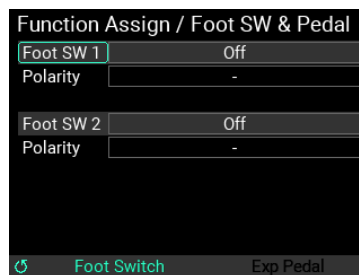 Function Assign / Foot SW & Pedal
Foot SW 1 Off
Polarity -
Foot SW 2 Off
Polarity -
Foot Switch Exp Pedal